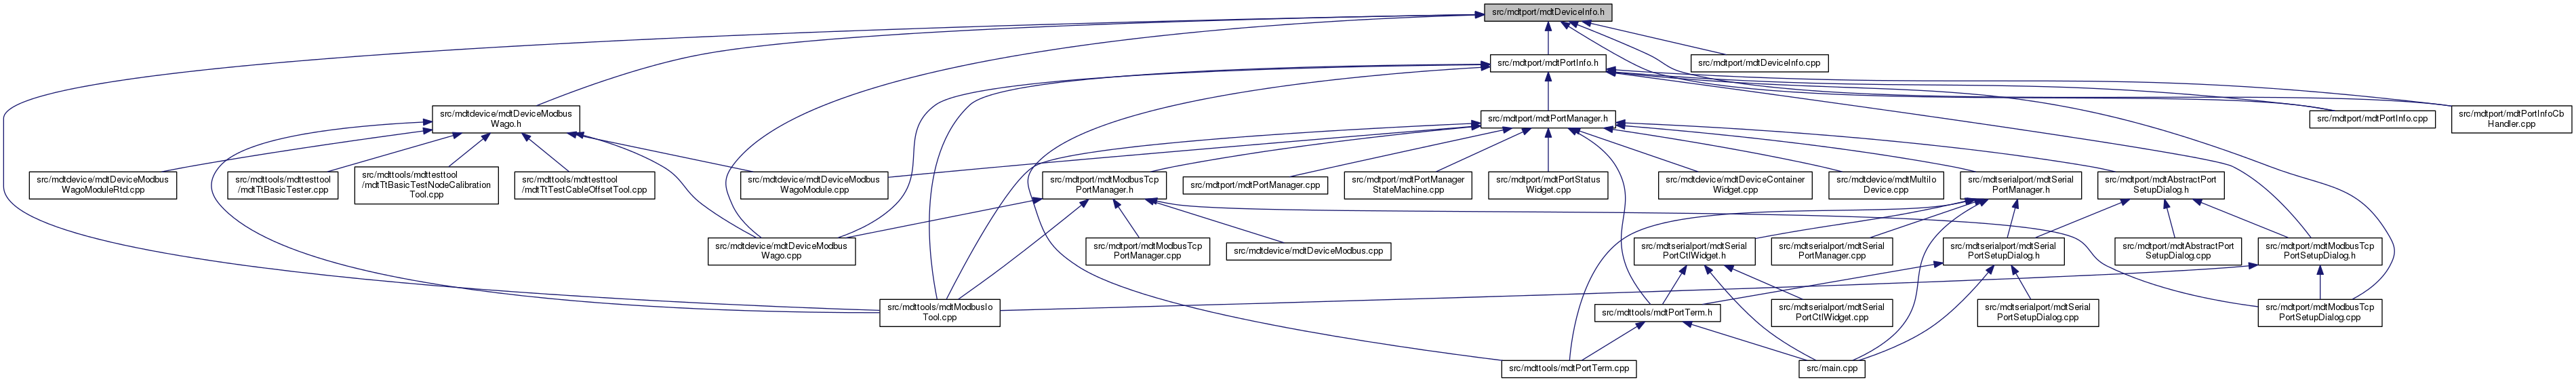 src/mdtport/mdtDeviceInfo.h
src/mdtport/mdtPortInfo.h
src/mdtport/mdtDeviceInfo.cpp
src/mdtdevice/mdtDeviceModbus
Wago.h
src/mdtport/mdtPortManager.h
src/mdtport/mdtPortInfo.cpp
src/mdtport/mdtPortInfoCb
Handler.cpp
src/mdtdevice/mdtDeviceModbus
WagoModuleRtd.cpp
src/mdttools/mdttesttool
/mdtTtBasicTester.cpp
src/mdttools/mdttesttool
/mdtTtBasicTestNodeCalibration
Tool.cpp
src/mdttools/mdttesttool
/mdtTtTestCableOffsetTool.cpp
src/mdtdevice/mdtDeviceModbus
WagoModule.cpp
src/mdtport/mdtModbusTcp
PortManager.h
src/mdtport/mdtPortManager.cpp
src/mdtport/mdtPortManager
StateMachine.cpp
src/mdtport/mdtPortStatus
Widget.cpp
src/mdtdevice/mdtDeviceContainer
Widget.cpp
src/mdtdevice/mdtMultiIo
Device.cpp
src/mdtserialport/mdtSerial
PortManager.h
src/mdtport/mdtAbstractPort
SetupDialog.h
src/mdtdevice/mdtDeviceModbus
Wago.cpp
src/mdtport/mdtModbusTcp
PortManager.cpp
src/mdtdevice/mdtDeviceModbus.cpp
src/mdtserialport/mdtSerial
PortCtlWidget.h
src/mdtserialport/mdtSerial
PortManager.cpp
src/mdtserialport/mdtSerial
PortSetupDialog.h
src/mdtport/mdtAbstractPort
SetupDialog.cpp
src/mdtport/mdtModbusTcp
PortSetupDialog.h
src/mdttools/mdtModbusIo
Tool.cpp
src/mdttools/mdtPortTerm.h
src/mdtserialport/mdtSerial
PortCtlWidget.cpp
src/mdtserialport/mdtSerial
PortSetupDialog.cpp
src/mdtport/mdtModbusTcp
PortSetupDialog.cpp
src/mdttools/mdtPortTerm.cpp
src/main.cpp